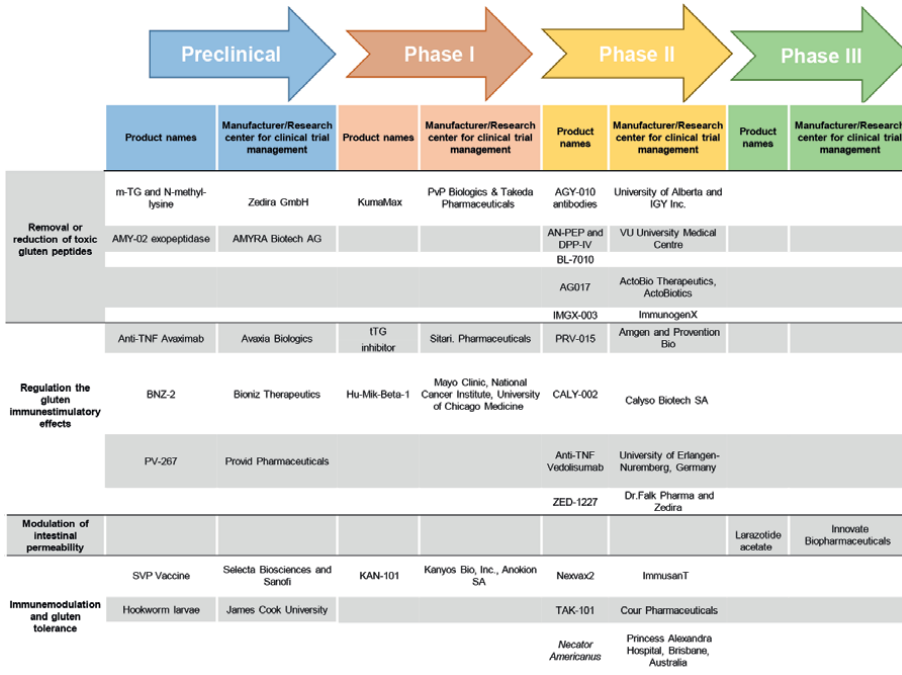 Preclinical
Phase I
Phase II
Phase III
Product names
Manufacturer/Research
center for clinical trial
management
Product names
Manufacturer/Research
center for clinical trial
management
Product
names
Manufacturer/Research
center for clinical trial
management
Product
names
Manufacturer/Research
center for clinical trial
management
Removal or
reduction of toxic
gluten peptides
m-TG and N-methyl-
lysine
Zedira GmbH
KumaMax
PvP Biologics & Takeda
Pharmaceuticals
AGY-010
antibodies
University of Alberta and
IGY Inc.
AMY-02 exopeptidase
AMYRA Biotech AG
AN-PEP and
DPP-IV
VU University Medical
Centre
BL-7010
AG017
ActoBio Therapeutics,
ActoBiotics
IMGX-003
ImmunogenX
Regulation the
gluten
immunestimulatory
effects
Anti-TNF Avaximab
Avaxia Biologics
tTG
inhibitor
Sitari. Pharmaceuticals
PRV-015
Amgen and Provention
Bio
BNZ-2
Bioniz Therapeutics
Hu-Mik-Beta-1
Mayo Clinic, National
Cancer Institute, University
of Chicago Medicine
CALY-002
Calyso Biotech SA
PV-267
Provid Pharmaceuticals
Anti-TNF
Vedolisumab
University of Erlangen-
Nuremberg, Germany
ZED-1227
Dr.Falk Pharma and
Zedira
Modulation of
intestinal
permeability
Larazotide
acetate
Innovate
Biopharmaceuticals
Immunemodulation
and gluten
tolerance
SVP Vaccine
Selecta Biosciences and
Sanofi
KAN-101
Kanyos Bio, Inc., Anokion
SA
Nexvax2
ImmusanT
Hookworm larvae
James Cook University
TAK-101
Cour Pharmaceuticals
Necator
Americanus
Princess Alexandra
Hospital, Brisbane,
Australia